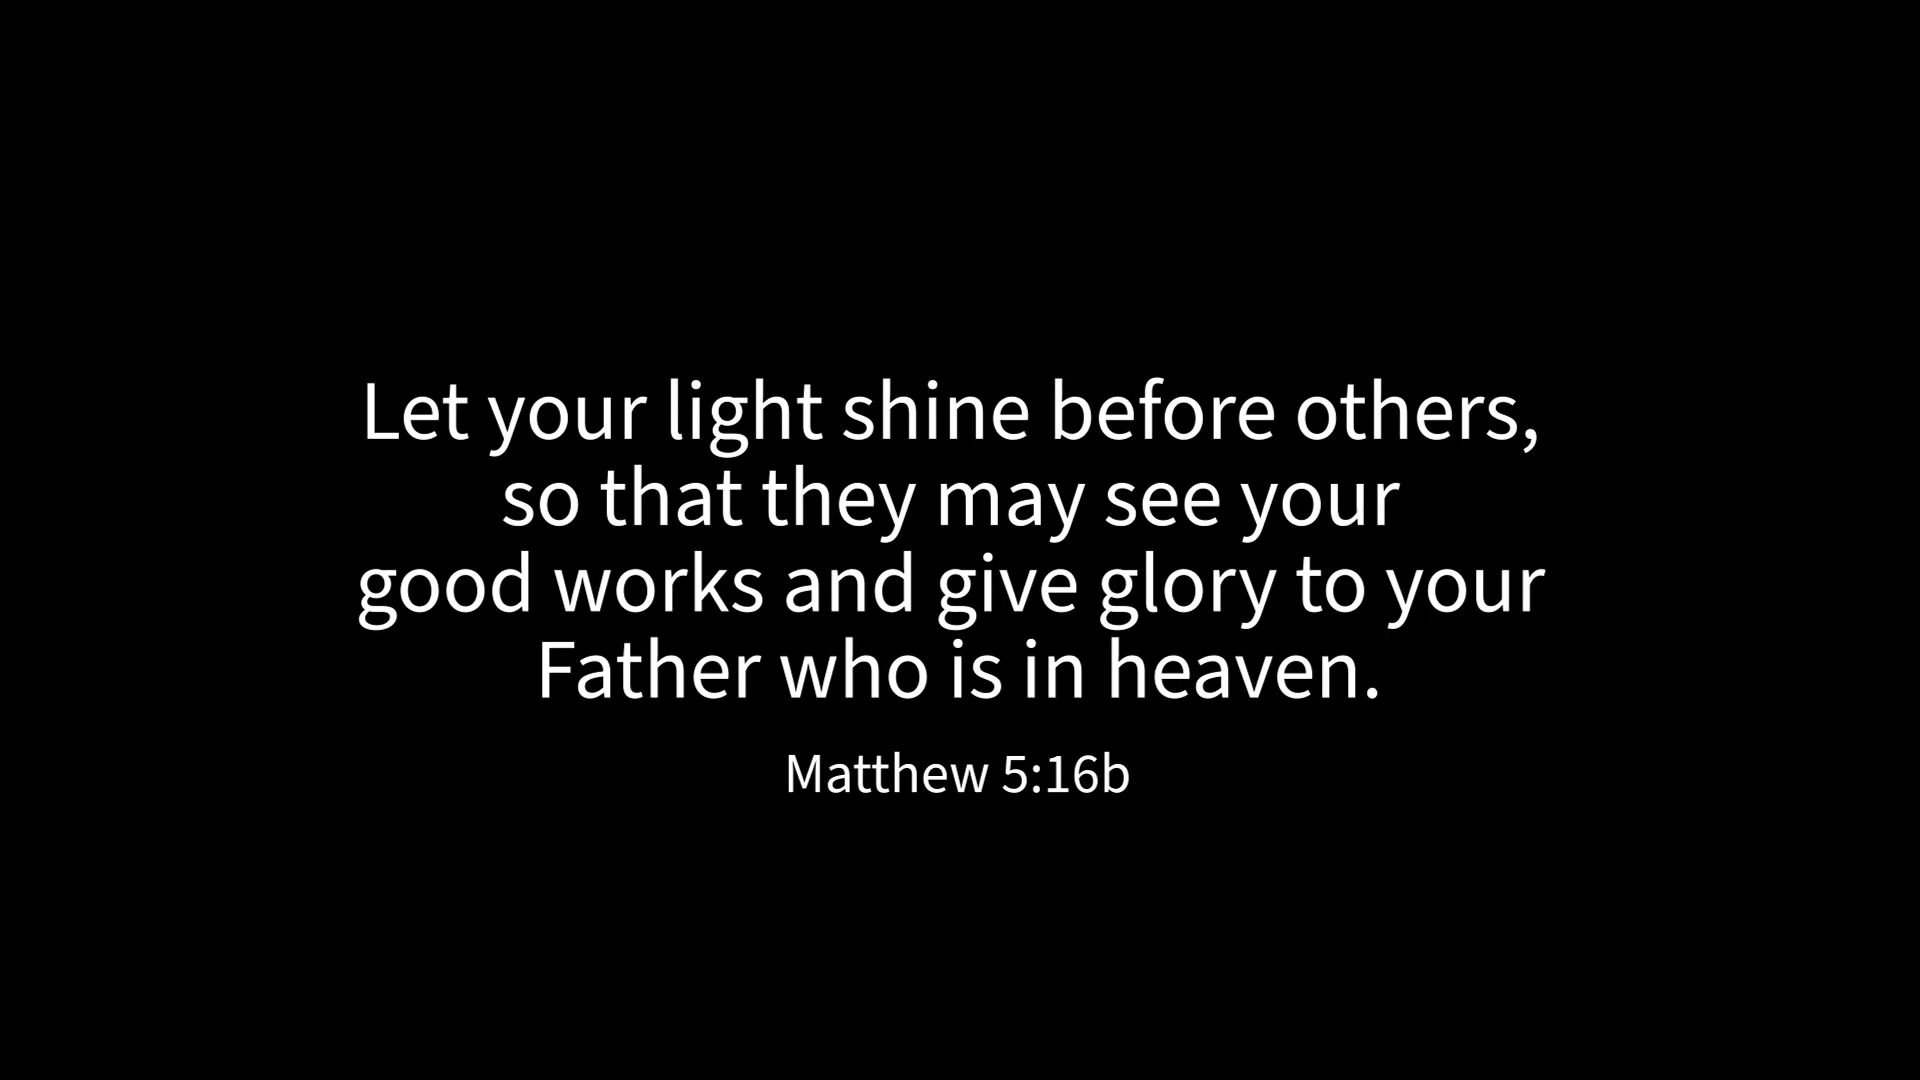 Let your light shine before others,
so that they may see your
good works and give glory to your
Father who is in heaven.
Matthew 5:16b